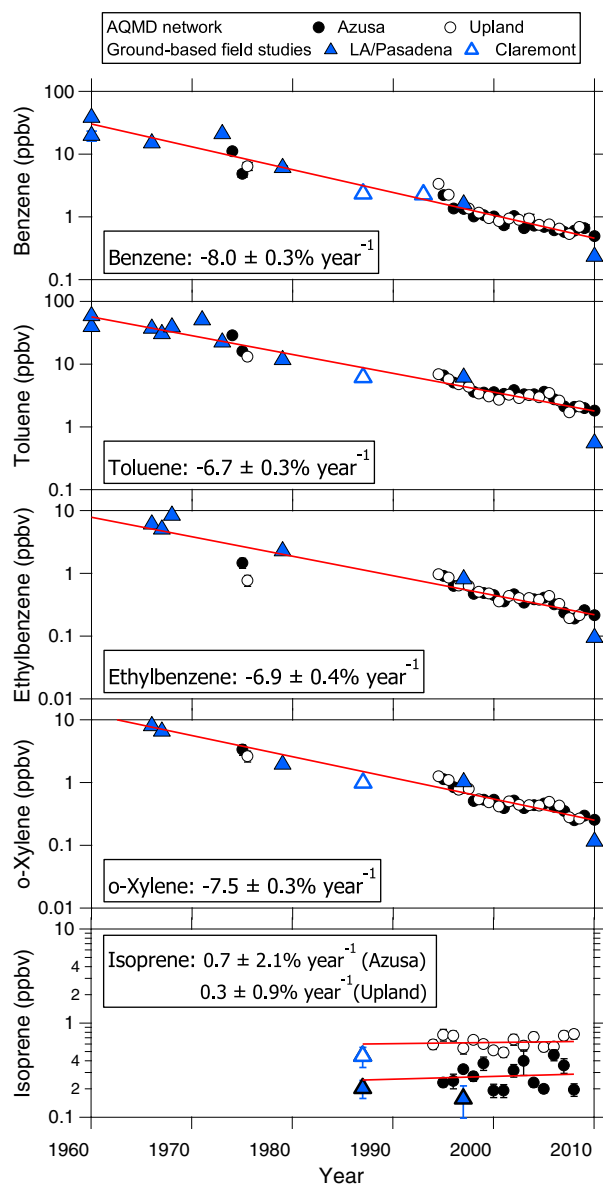 AQMD network Azusa Upland
Ground-based field studies LA/Pasadena Claremont
Benzene (ppbv)
100
10
1
0.1
Benzene: -8.0 ± 0.3% year⁻¹
Toluene (ppbv)
100
10
1
0.1
Toluene: -6.7 ± 0.3% year⁻¹
Ethylbenzene (ppbv)
10
1
0.1
0.01
Ethylbenzene: -6.9 ± 0.4% year⁻¹
o-Xylene (ppbv)
10
1
0.1
0.01
o-Xylene: -7.5 ± 0.3% year⁻¹
Isoprene (ppbv)
10
4
2
1
4
2
0.1
Isoprene: 0.7 ± 2.1% year⁻¹ (Azusa)
0.3 ± 0.9% year⁻¹(Upland)
1960 1970 1980 1990 2000 2010
Year